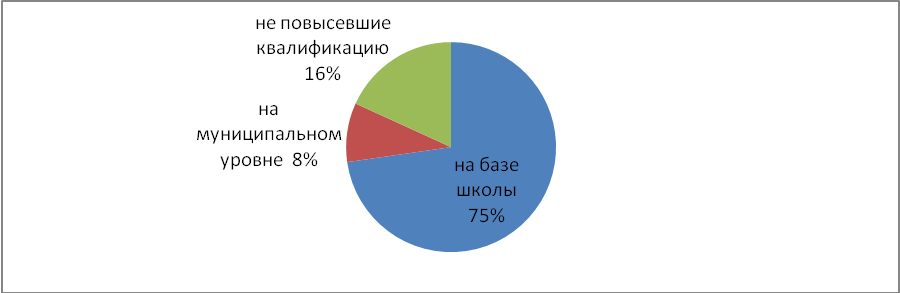 не повысевшие
квалификацию
16%
на
муниципальном
уровне 8%
на базе
школы
75%